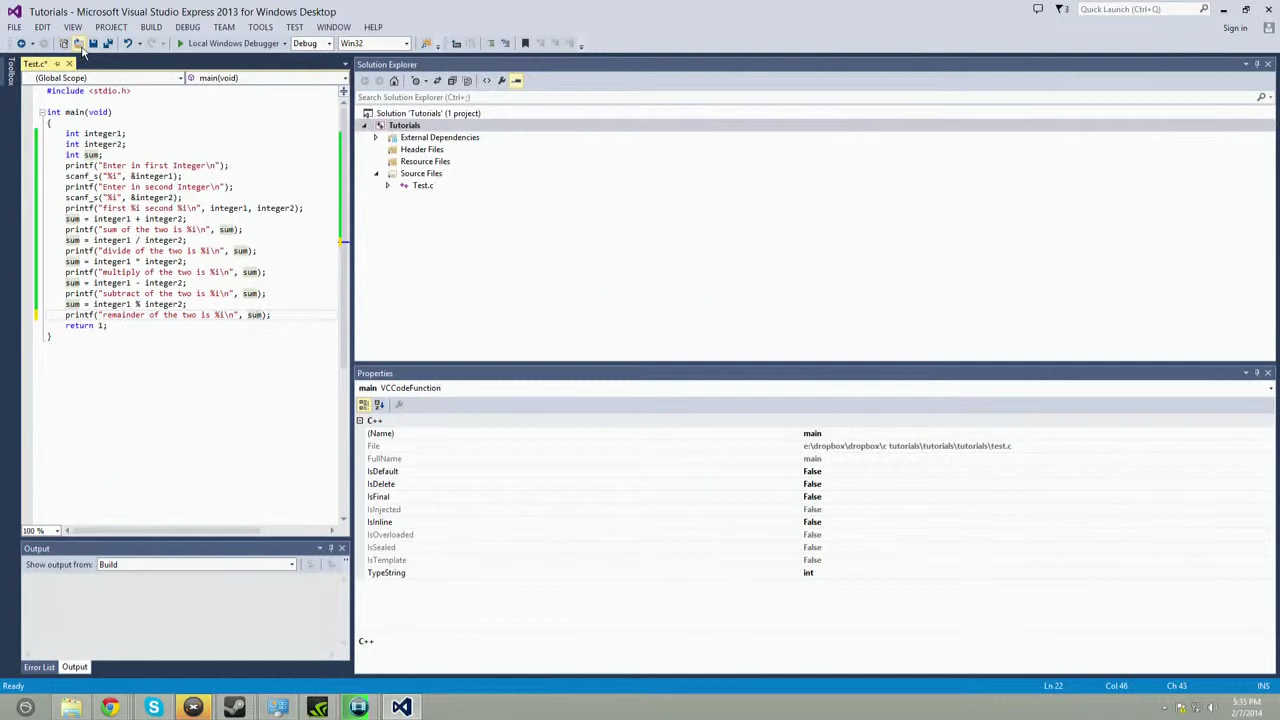 Tutorials - Microsoft Visual Studio Express 2013 for Windows Desktop
3
Quick Launch (Ctrl+Q)
FILE EDIT VIEW PROJECT BUILD DEBUG TEAM TOOLS TEST WINDOW HELP
Sign in
Local Windows Debugger Debug Win32
Toolbox
Test.c*
(Global Scope) main(void)
#include <stdio.h>
int main(void)
{
int integer1;
int integer2;
int sum;
printf("Enter in first Integer\n");
scanf_s("%i", &integer1);
printf("Enter in second Integer\n");
scanf_s("%i", &integer2);
printf("first %i second %i\n", integer1, integer2);
sum = integer1 + integer2;
printf("sum of the two is %i\n", sum);
sum = integer1 / integer2;
printf("divide of the two is %i\n", sum);
sum = integer1 * integer2;
printf("multiply of the two is %i\n", sum);
sum = integer1 - integer2;
printf("subtract of the two is %i\n", sum);
sum = integer1 % integer2;
printf("remainder of the two is %i\n", sum);
return 1;
}
100 %
Solution Explorer
Search Solution Explorer (Ctrl+;)
Solution 'Tutorials' (1 project)
Tutorials
External Dependencies
Header Files
Resource Files
Source Files
Test.c
Properties
main VCCodeFunction
C++
(Name) main
File e:\dropbox\dropbox\c tutorials\tutorials\tutorials\test.c
FullName main
IsDefault False
IsDelete False
IsFinal False
IsInjected False
IsInline False
IsOverloaded False
IsSealed False
IsTemplate False
TypeString int
C++
Output
Show output from: Build
Error List Output
Ready
Ln 22 Col 46 Ch 43 INS
5:35 PM
2/7/2014